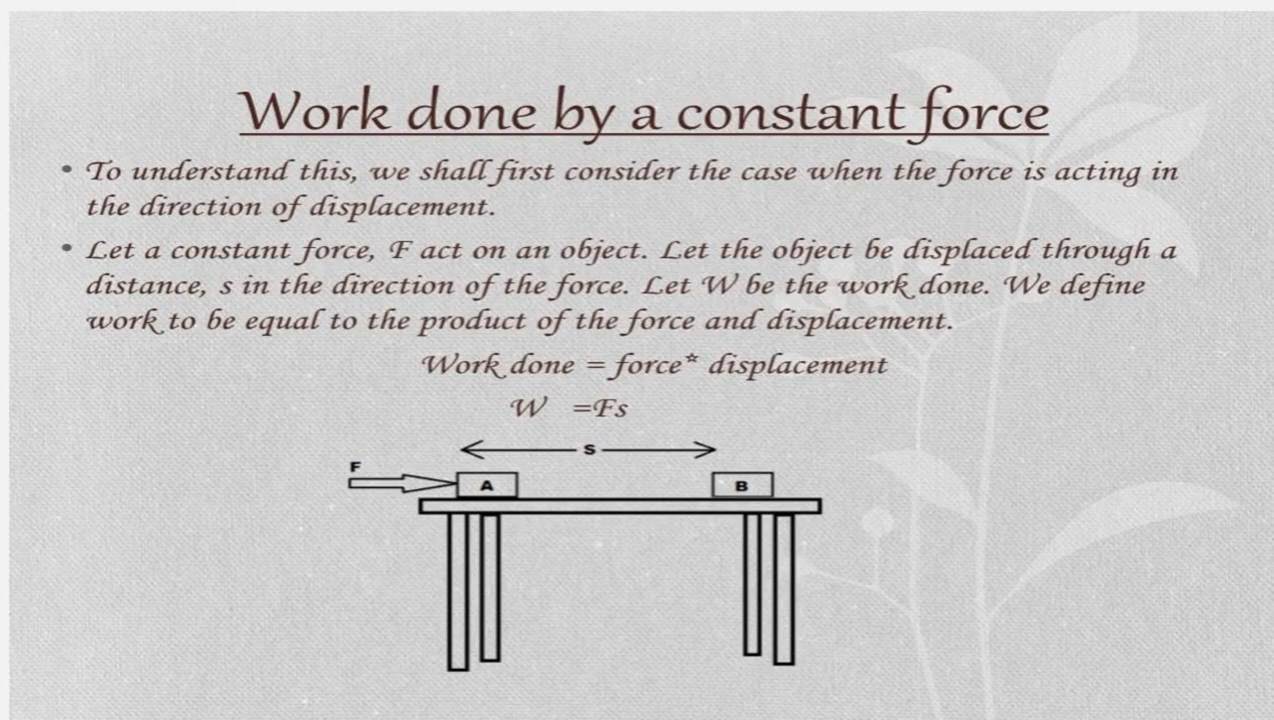 Work done by a constant force
• To understand this, we shall first consider the case when the force is acting in
the direction of displacement.
• Let a constant force, F act on an object. Let the object be displaced through a
distance, s in the direction of the force. Let W be the work done. We define
work to be equal to the product of the force and displacement.
Work done = force* displacement
W =Fs
S
F
A B